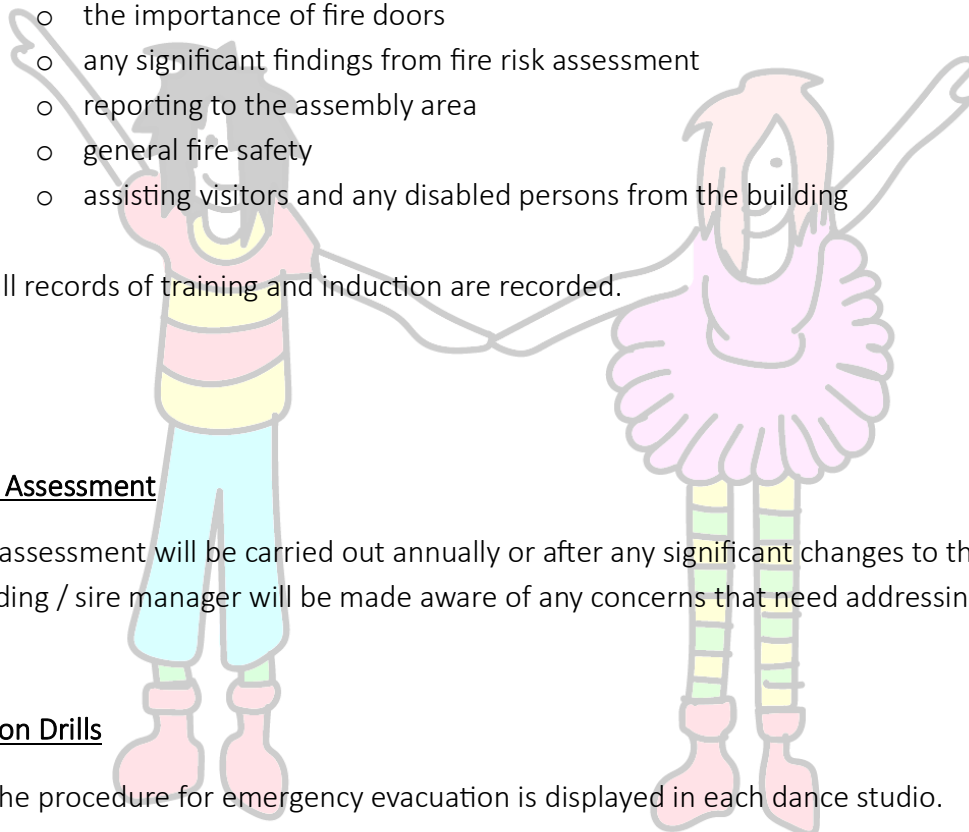 o the importance of fire doors
o any significant findings from fire risk assessment
o reporting to the assembly area
o general fire safety
o assisting visitors and any disabled persons from the building
ll records of training and induction are recorded.
Assessment
assessment will be carried out annually or after any significant changes to th
ding / sire manager will be made aware of any concerns that need addressin
on Drills
he procedure for emergency evacuation is displayed in each dance studio.